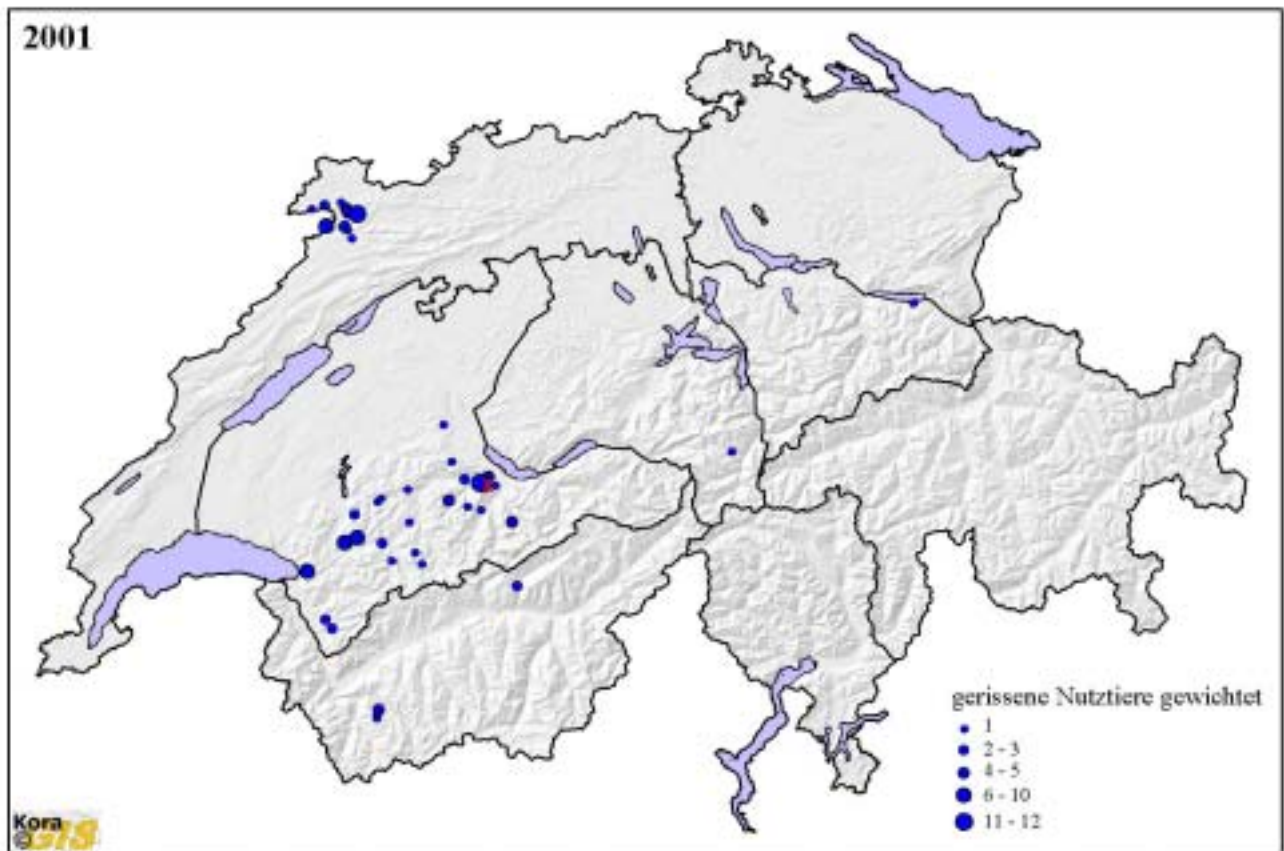 2001
gerissene Nutztiere gewichtet
1
2 - 3
4 - 5
6 - 10
11 - 12
Kora
© GIS